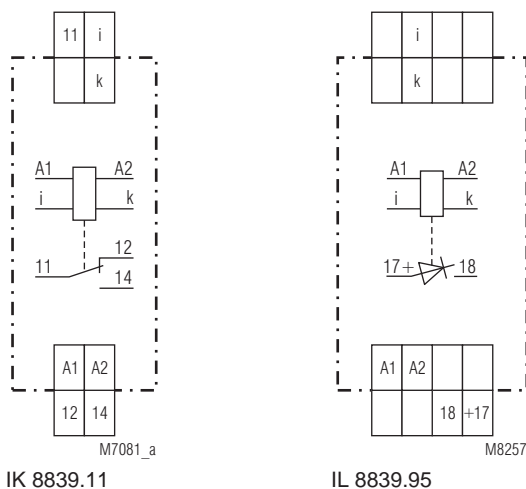 11 i
k
A1 A2
i k
12
11
14
A1 A2
12 14
M7081_a
IK 8839.11
i
k
A1 A2
i k
17+ 18
A1 A2
18 +17
M8257
IL 8839.95